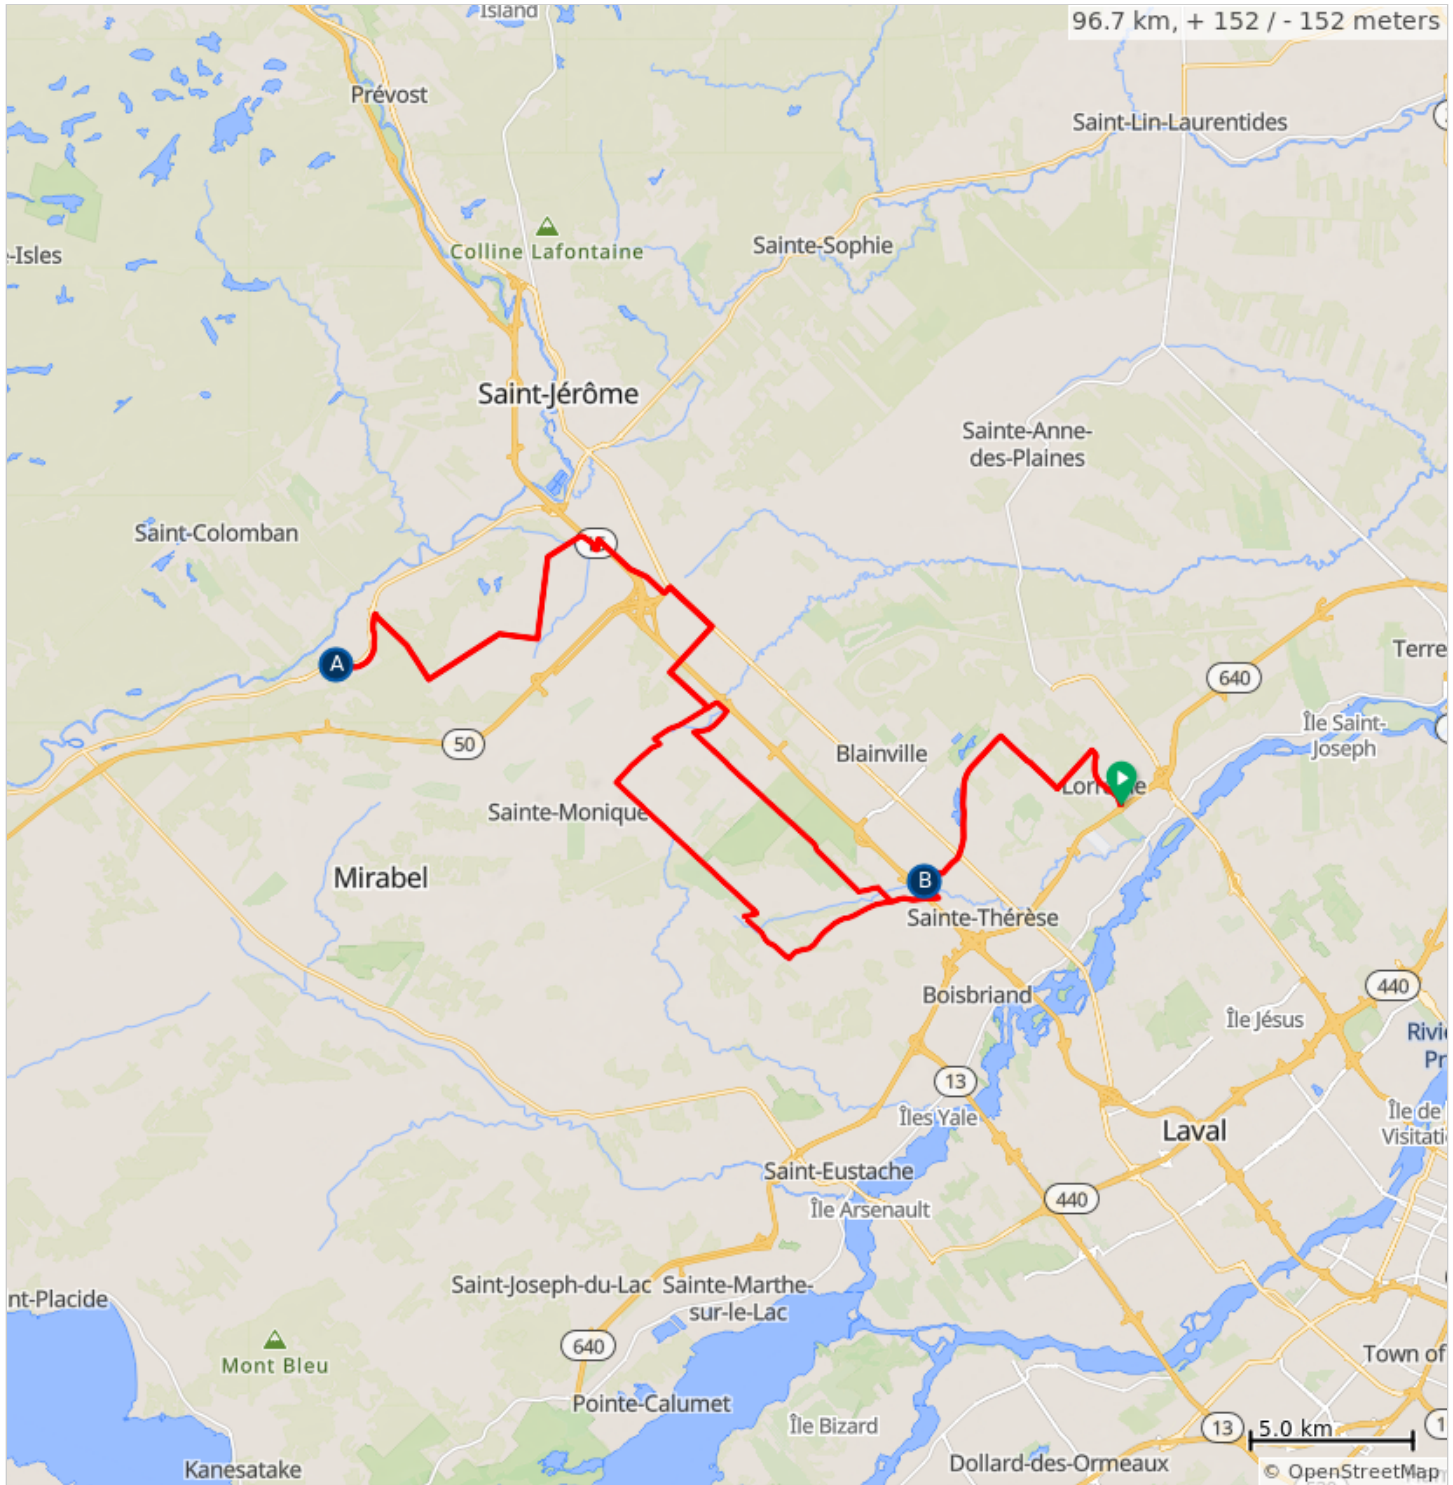 Island
96.7 km, + 152 / - 152 meters
Prévost
Saint-Lin-Laurentides
Colline Lafontaine
Sainte-Sophie
-Isles
Saint-Jérôme
Sainte-Anne-
des-Plaines
Saint-Colomban
A
640
Terre
50
Île Saint-
Joseph
Blainville
Sainte-Monique
Mirabel
B
Sainte-Thérèse
Boisbriand
440
Île Jésus
13
Îles Yale
Laval
Île de
Saint-Eustache
440
Île Arsenault
Saint-Joseph-du-Lac
Sainte-Marthe-
sur-le-Lac
nt-Placide
640
Mont Bleu
Town of
Pointe-Calumet
Île Bizard
13
5.0 km
Kanesatake
Dollard-des-Ormeaux
© OpenStreetMap